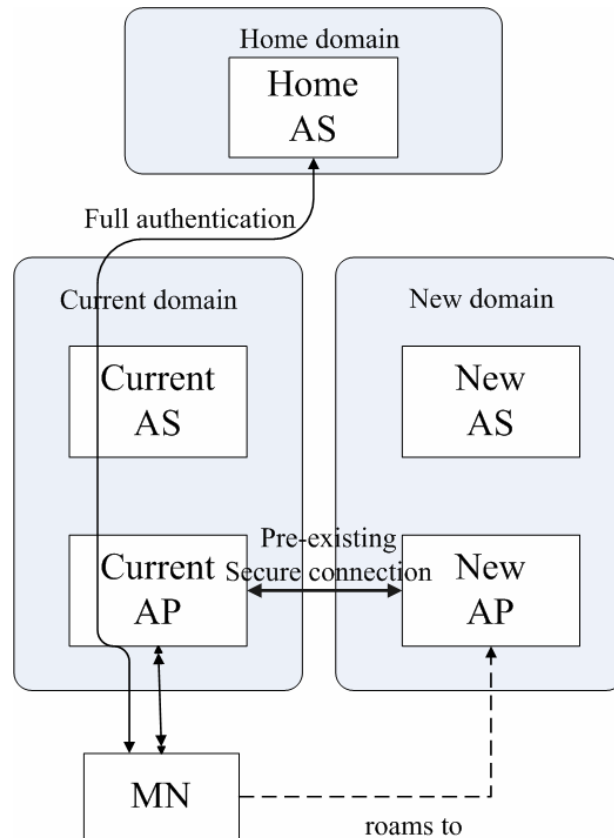 Home domain
Home
AS
Full authentication
Current domain
New domain
Current
AS
New
AS
Pre-existing
Secure connection
Current
AP
New
AP
MN
roams to